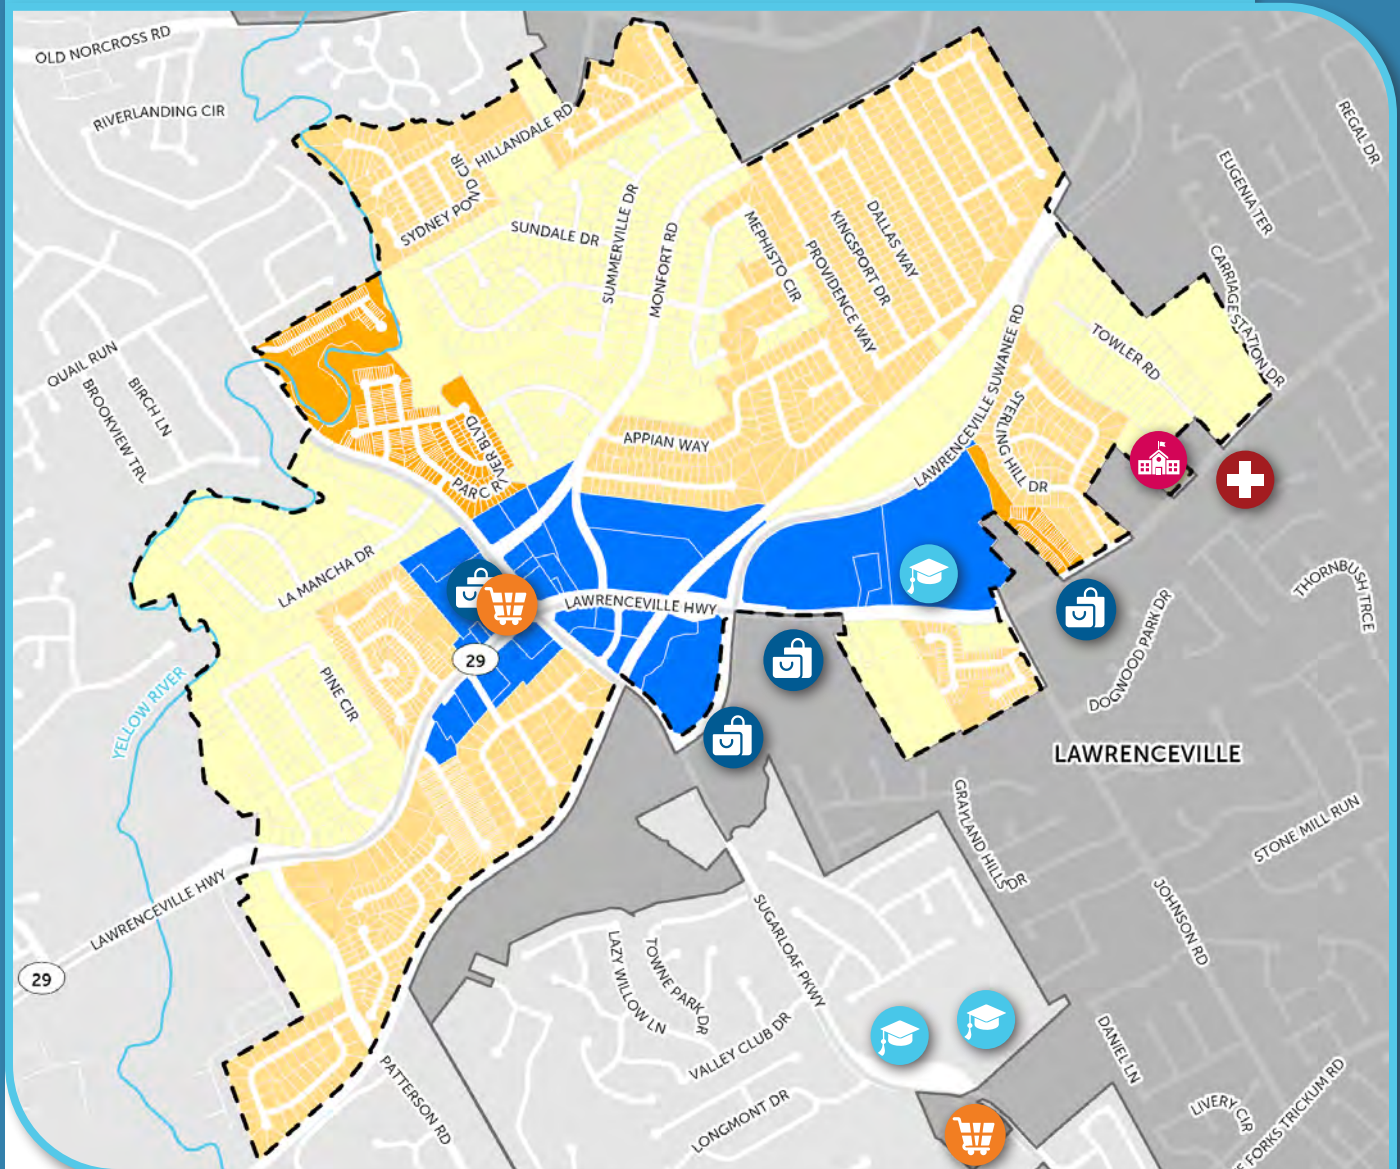 OLD NORCROSS RD
RIVERLANDING CIR
HILLANDALE RD
SYDNEY POND CIR
SUNDALE DR
SUMMERVILLE DR
MONFORT RD
MEPHISTO CIR
PROVIDENCE WAY
KINGSPORT DR
DALLAS WAY
REGAL DR
EUGENIA TER
CARRIAGE STATION DR
TOWLER RD
LAWRENCEVILLE SUWANEE RD
STERLING HILL DR
QUAIL RUN
BIRCH LN
BROOKVIEW TRL
APPIAN WAY
PARC R
VER BLVD
LA MANCHA DR
LAWRENCEVILLE HWY
29
PINE CIR
YELLOW RIVER
THORNBUSH TRCE
DOGWOOD PARK DR
LAWRENCEVILLE
GRAYLAND HILLS DR
STONE MILL RUN
JOHNSON RD
LAWRENCEVILLE HWY
29
SUGARLOAF PKWY
LAZY WILLOW LN
TOWNE PARK DR
VALLEY CLUB DR
LONGMONT DR
PATTERSON RD
DANIEL LN
LIVERY CIR
FORKS TRICKUM RD